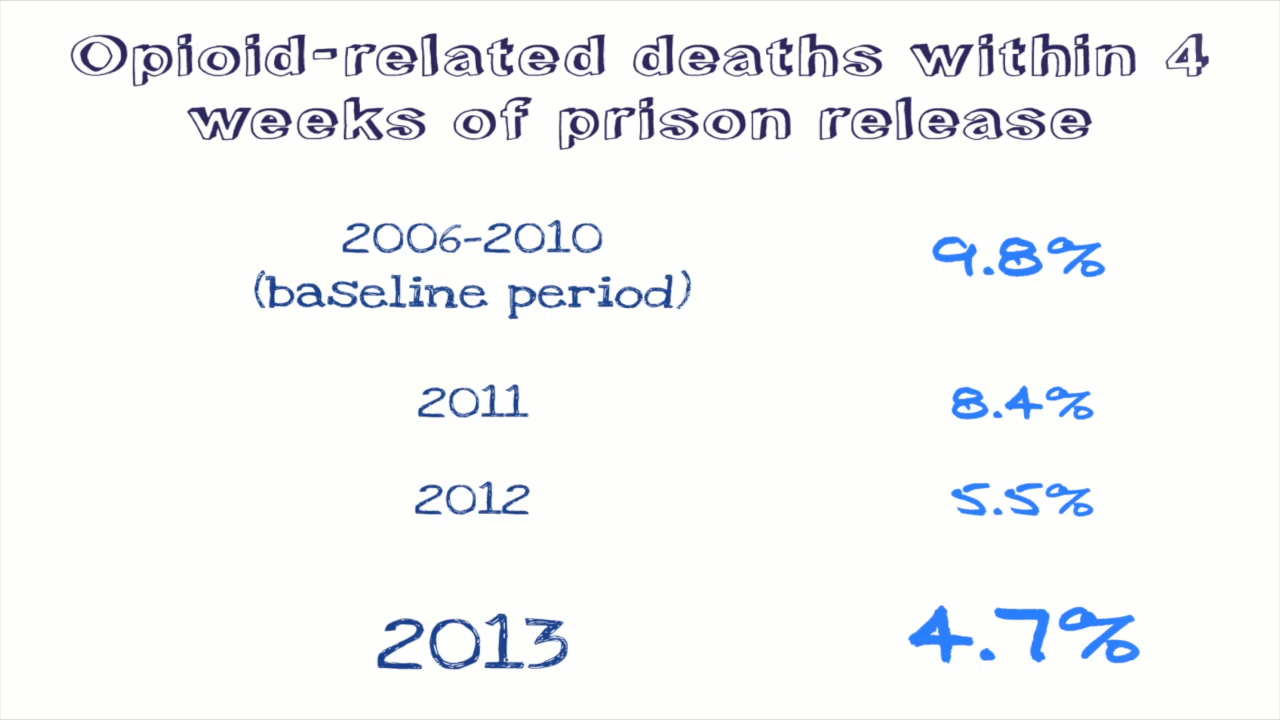 Opioid-related deaths within 4
weeks of prison release
2006-2010
(baseline period)
9.8%
2011 8.4%
2012 5.5%
2013 4.7%